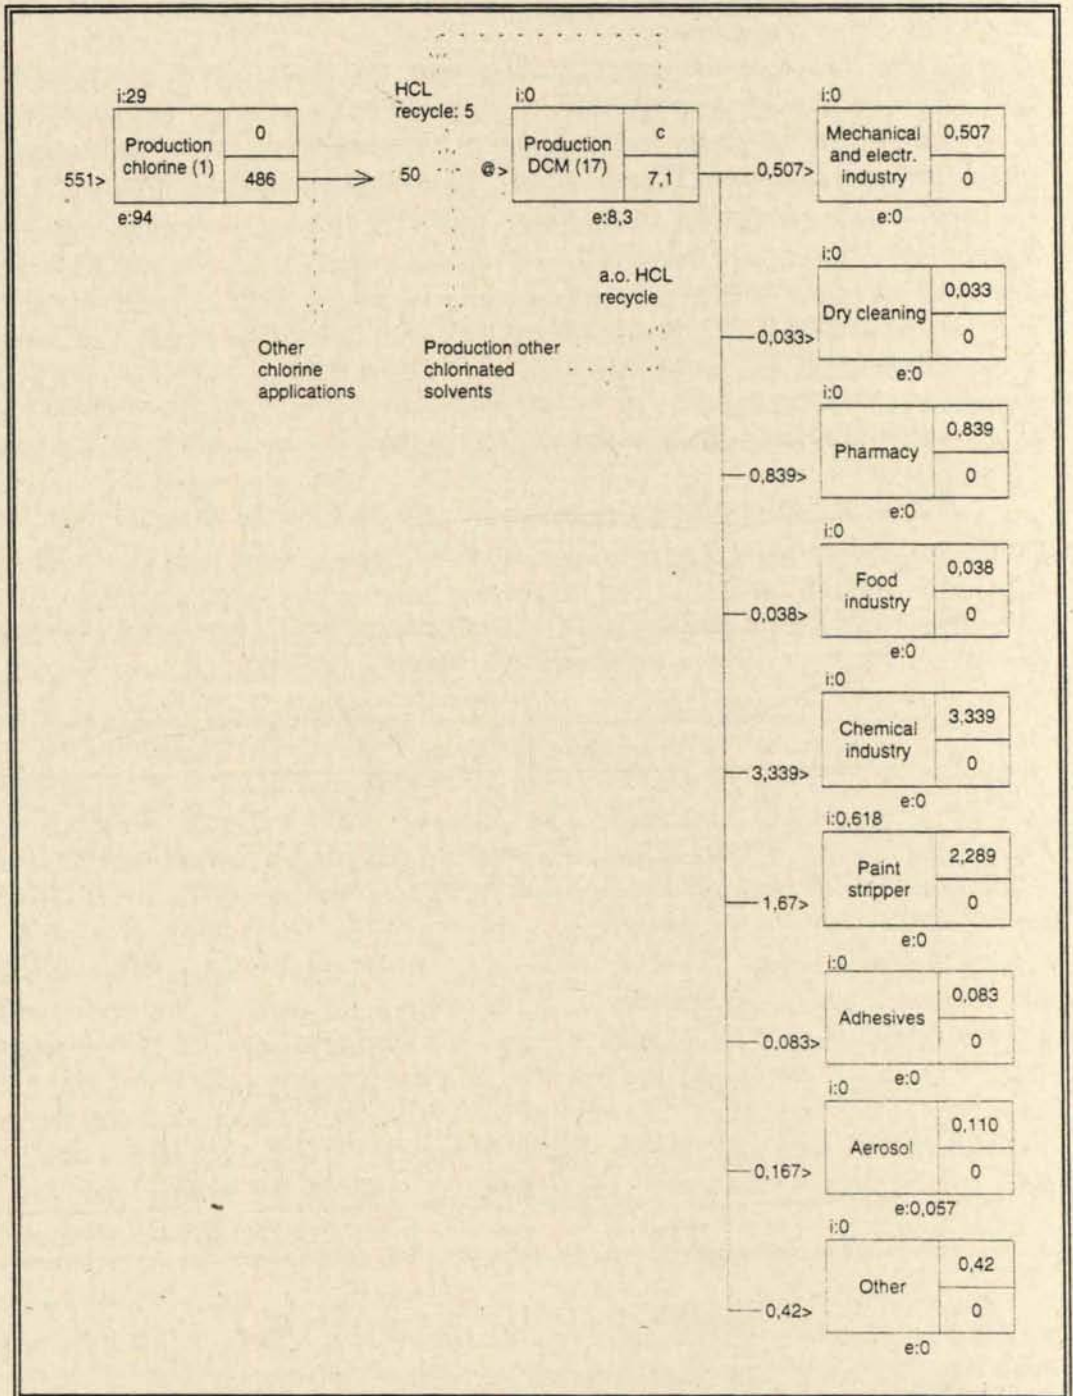 i:29
Production
chlorine (1)
0
486
551>
e:94
HCL
recycle: 5
50
@>
i:0
Production
DCM (17)
c
7,1
e:8,3
a.o. HCL
recycle
Other
chlorine
applications
Production other
chlorinated
solvents
i:0
0,507>
Mechanical
and electr.
industry
0,507
0
e:0
i:0
0,033>
Dry cleaning
0,033
0
e:0
i:0
0,839>
Pharmacy
0,839
0
e:0
i:0
0,038>
Food
industry
0,038
0
e:0
i:0
3,339>
Chemical
industry
3,339
0
e:0
i:0,618
1,67>
Paint
stripper
2,289
0
e:0
i:0
0,083>
Adhesives
0,083
0
e:0
i:0
0,167>
Aerosol
0,110
0
e:0,057
i:0
0,42>
Other
0,42
0
e:0